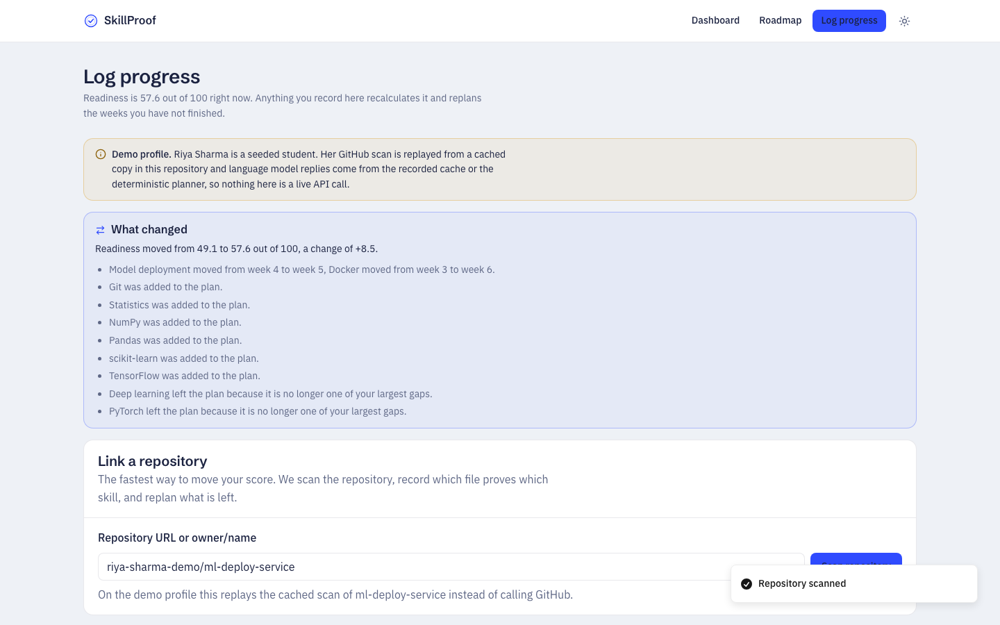 SkillProof
Dashboard
Roadmap
Log progress
Log progress
Readiness is 57.6 out of 100 right now. Anything you record here recalculates it and replans
the weeks you have not finished.
Demo profile. Riya Sharma is a seeded student. Her GitHub scan is replayed from a cached
copy in this repository and language model replies come from the recorded cache or the
deterministic planner, so nothing here is a live API call.
What changed
Readiness moved from 49.1 to 57.6 out of 100, a change of +8.5.
Model deployment moved from week 4 to week 5, Docker moved from week 3 to week 6.
Git was added to the plan.
Statistics was added to the plan.
NumPy was added to the plan.
Pandas was added to the plan.
scikit-learn was added to the plan.
TensorFlow was added to the plan.
Deep learning left the plan because it is no longer one of your largest gaps.
PyTorch left the plan because it is no longer one of your largest gaps.
Link a repository
The fastest way to move your score. We scan the repository, record which file proves which
skill, and replan what is left.
Repository URL or owner/name
riya-sharma-demo/ml-deploy-service
Repository scanned
On the demo profile this replays the cached scan of ml-deploy-service instead of calling GitHub.